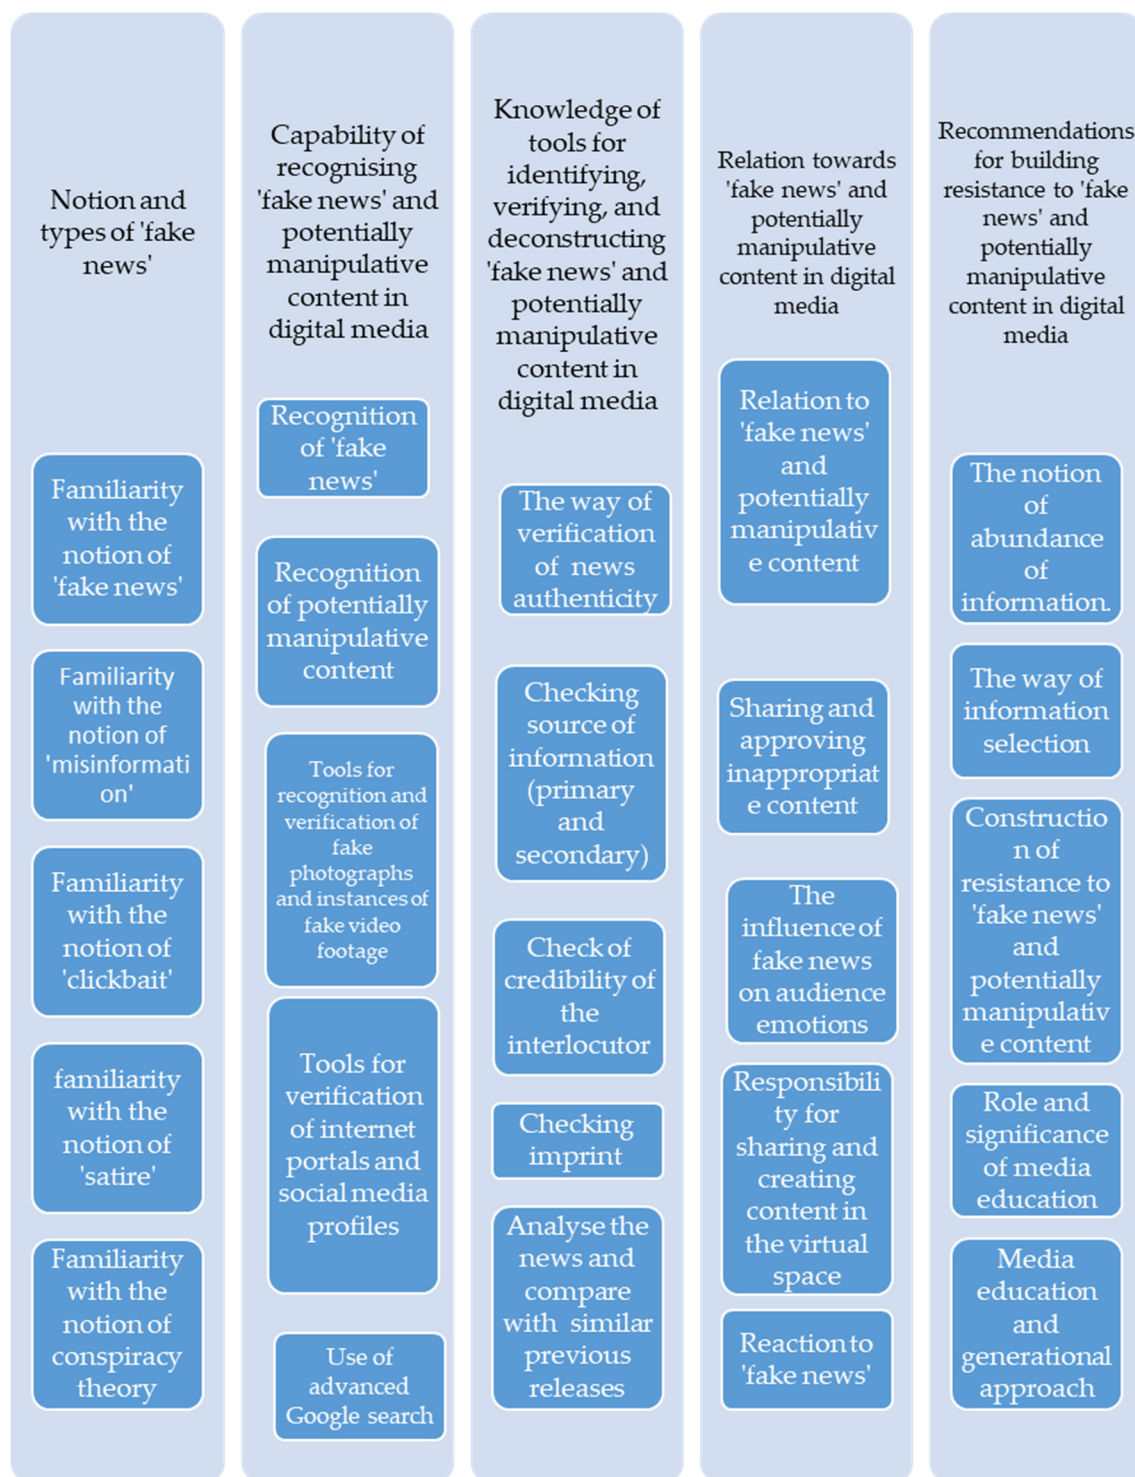 Notion and
types of 'fake
news'
Familiarity
with the
notion of
'fake news'
Familiarity
with the
notion of
'misinformati
on'
Familiarity
with the
notion of
'clickbait'
familiarity
with the
notion of
'satire'
Familiarity
with the
notion of
conspiracy
theory
Capability of
recognising
'fake news' and
potentially
manipulative
content in
digital media
Recognition
of 'fake
news'
Recognition
of potentially
manipulative
content
Tools for
recognition and
verification of
fake
photographs
and instances of
fake video
footage
Tools for
verification
of internet
portals and
social media
profiles
Use of
advanced
Google search
Knowledge of
tools for
identifying,
verifying, and
deconstructing
'fake news' and
potentially
manipulative
content in
digital media
The way of
verification
of news
authenticity
Checking
source of
information
(primary
and
secondary)
Check of
credibility of
the
interlocutor
Checking
imprint
Analyse the
news and
compare
with similar
previous
releases
Relation towards
'fake news' and
potentially
manipulative
content in digital
media
Relation to
'fake news'
and
potentially
manipulativ
e content
Sharing and
approving
inappropriat
e content
The
influence of
fake news
on audience
emotions
Responsibili
ty for
sharing and
creating
content in
the virtual
space
Reaction to
'fake news'
Recommendations
for building
resistance to 'fake
news' and
potentially
manipulative
content in digital
media
The notion
of
abundance
of
information.
The way of
information
selection
Constructio
n of
resistance to
'fake news'
and
potentially
manipulativ
e content
Role and
significance
of media
education
Media
education
and
generational
approach